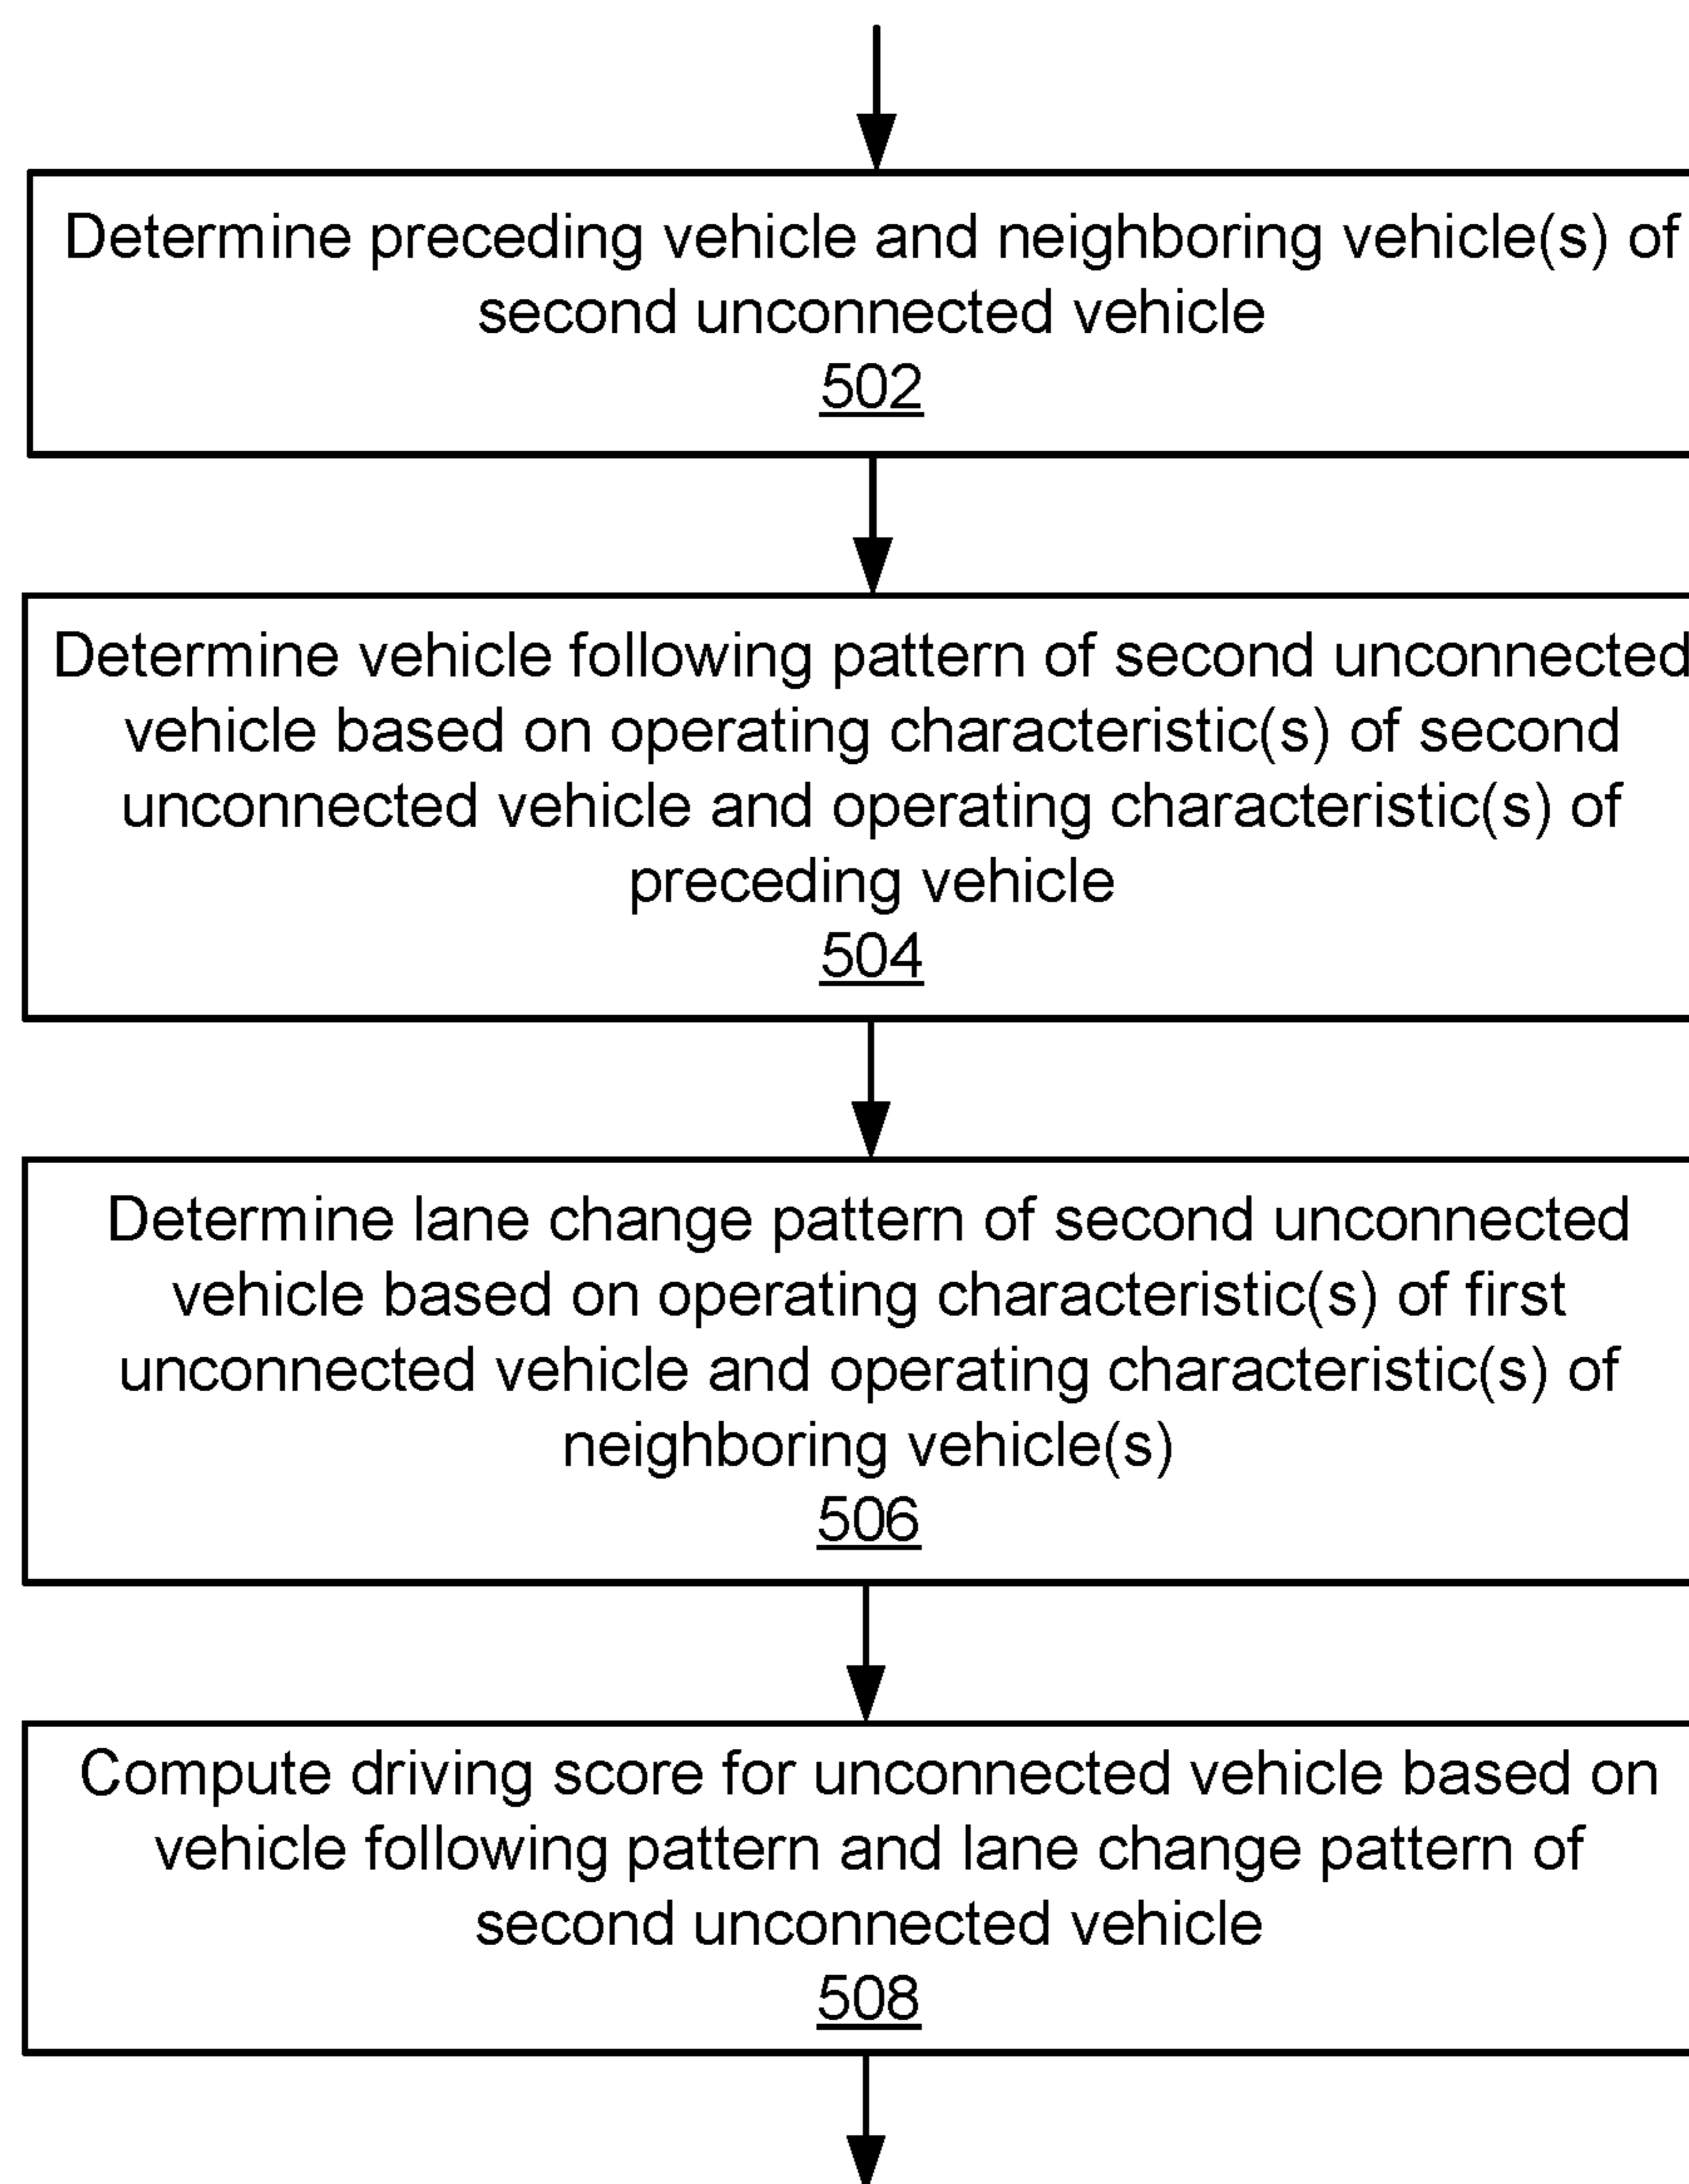 Determine preceding vehicle and neighboring vehicle(s) of
second unconnected vehicle
502
Determine vehicle following pattern of second unconnected
vehicle based on operating characteristic(s) of second
unconnected vehicle and operating characteristic(s) of
preceding vehicle
504
Determine lane change pattern of second unconnected
vehicle based on operating characteristic(s) of first
unconnected vehicle and operating characteristic(s) of
neighboring vehicle(s)
506
Compute driving score for unconnected vehicle based on
vehicle following pattern and lane change pattern of
second unconnected vehicle
508